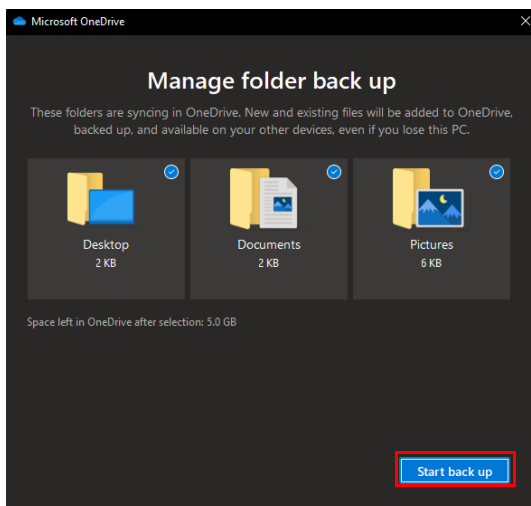 Microsoft OneDrive
Manage folder back up
These folders are syncing in OneDrive. New and existing files will be added to OneDrive,
backed up, and available on your other devices, even if you lose this PC.
Desktop
2 KB
Documents
2 KB
Pictures
6 KB
Space left in OneDrive after selection: 5.0 GB
Start back up